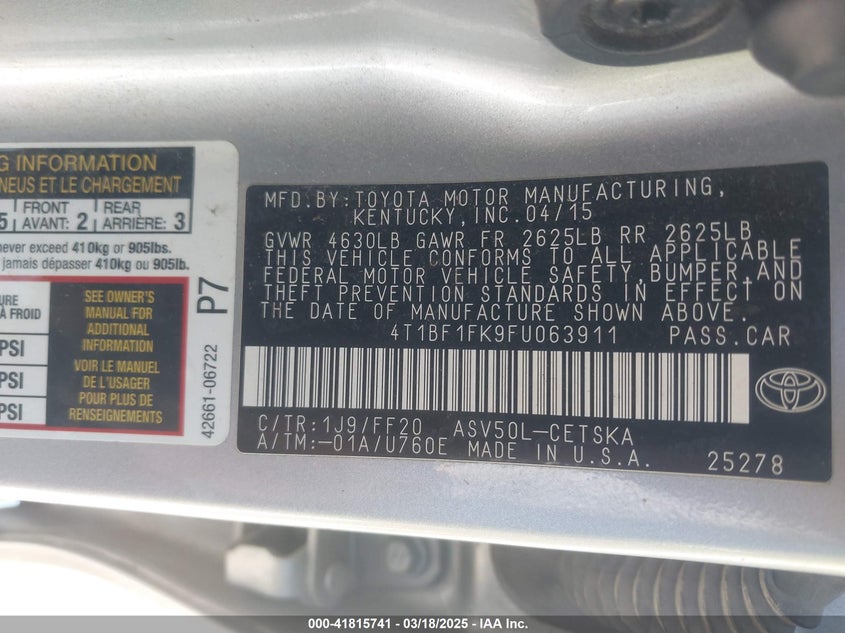 G INFORMATION
NEUS ET LE CHARGEMENT
5 FRONT AVANT: 2 REAR ARRIÈRE: 3
never exceed 410kg or 905lbs.
jamais dépasser 410kg ou 905lb.
URE
À FROID
PSI
PSI
PSI
SEE OWNER'S
MANUAL FOR
ADDITIONAL
INFORMATION
VOIR LE MANUEL
DE L'USAGER
POUR PLUS DE
RENSEIGNEMENTS
P7
42661-06722
MFD.BY:TOYOTA MOTOR MANUFACTURING,
KENTUCKY, INC.04/15
GVWR 4630LB GAWR FR 2625LB RR 2625LB
THIS VEHICLE CONFORMS TO ALL APPLICABLE
FEDERAL MOTOR VEHICLE SAFETY,BUMPER,AND
THEFT PREVENTION STANDARDS IN EFFECT ON
THE DATE OF MANUFACTURE SHOWN ABOVE.
4T1BF1FK9FU063911 PASS.CAR
C/TR:1J9/FF20 ASV50L-CETSKA
A/TM:-01A/U760E MADE IN U.S.A.
25278
000-41815741 - 03/18/2025 - IAA Inc.